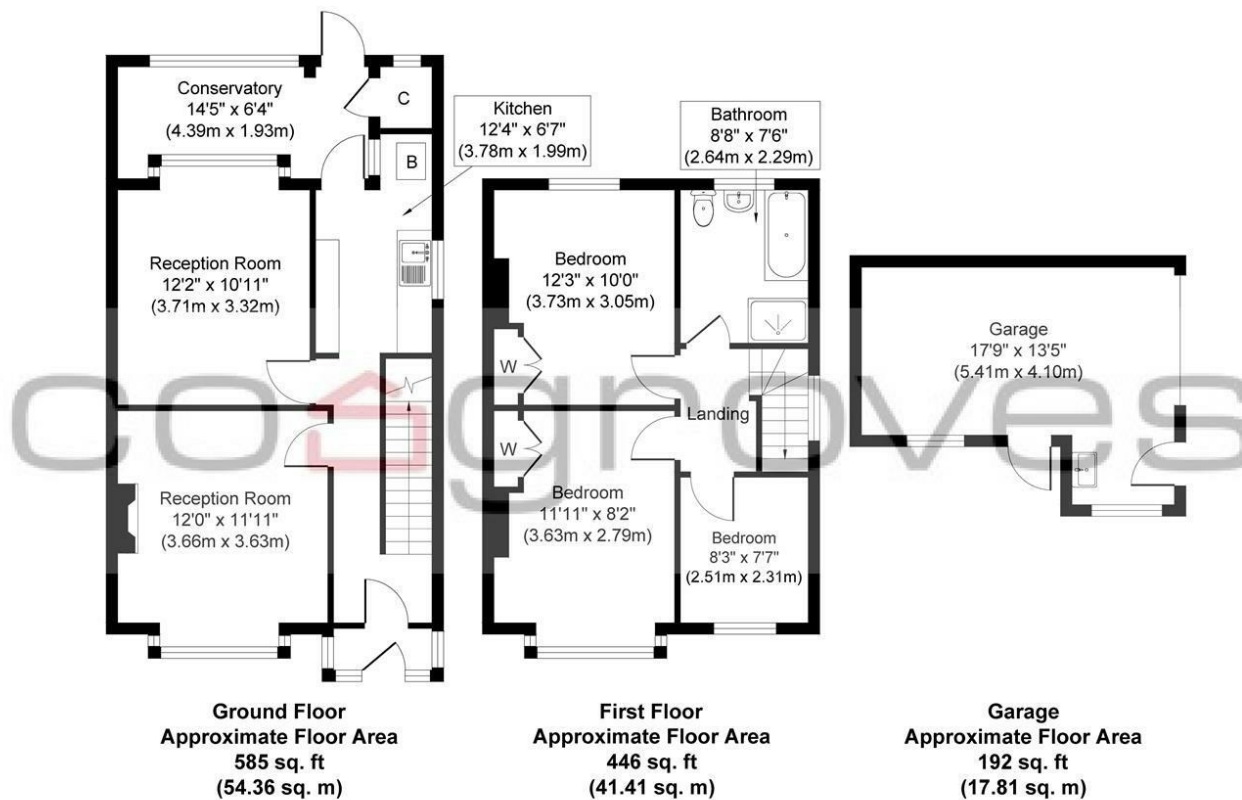 Conservatory
14'5" x 6'4"
(4.39m x 1.93m)
C
Kitchen
12'4" x 6'7"
(3.78m x 1.99m)
B
Bathroom
8'8" x 7'6"
(2.64m x 2.29m)
Reception Room
12'2" x 10'11"
(3.71m x 3.32m)
Bedroom
12'3" x 10'0"
(3.73m x 3.05m)
Garage
17'9" x 13'5"
(5.41m x 4.10m)
W
cosgroves
Landing
W
Reception Room
12'0" x 11'11"
(3.66m x 3.63m)
Bedroom
11'11" x 8'2"
(3.63m x 2.79m)
Bedroom
8'3" x 7'7"
(2.51m x 2.31m)
Ground Floor
Approximate Floor Area
585 sq. ft
(54.36 sq. m)
First Floor
Approximate Floor Area
446 sq. ft
(41.41 sq. m)
Garage
Approximate Floor Area
192 sq. ft
(17.81 sq. m)